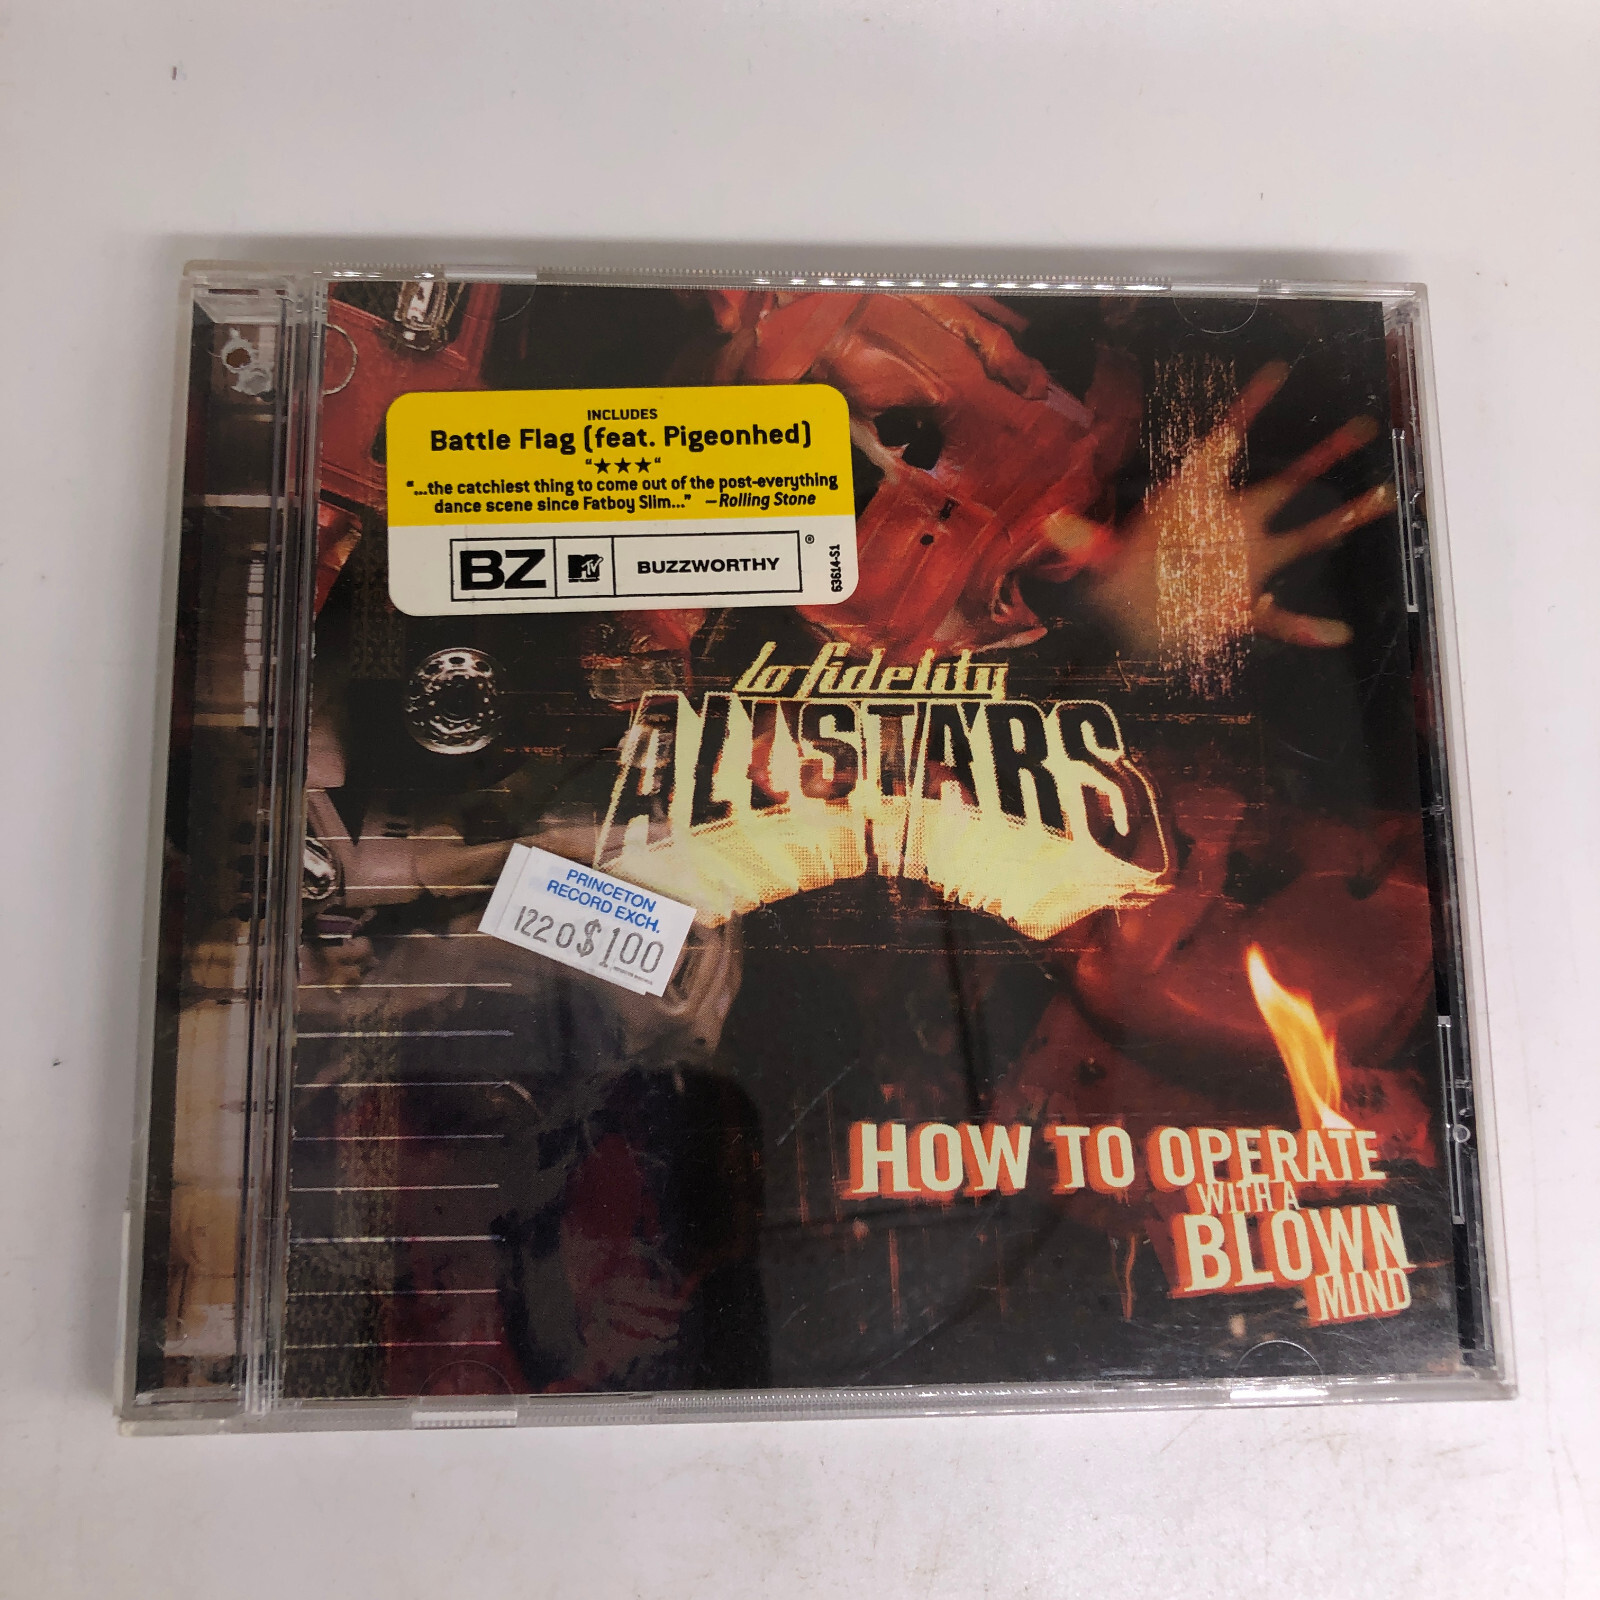 INCLUDES
Battle Flag (feat. Pigeonhed)
"★★★"
"...the catchiest thing to come out of the post-everything
dance scene since Fatboy Slim..." —Rolling Stone
BZ MTV BUZZWORTHY ®
63614-S1
lo fidelity
ALLSTARS
PRINCETON
RECORD EXCH.
1220 $1.00
HOW TO OPERATE
WITH A
BLOWN
MIND